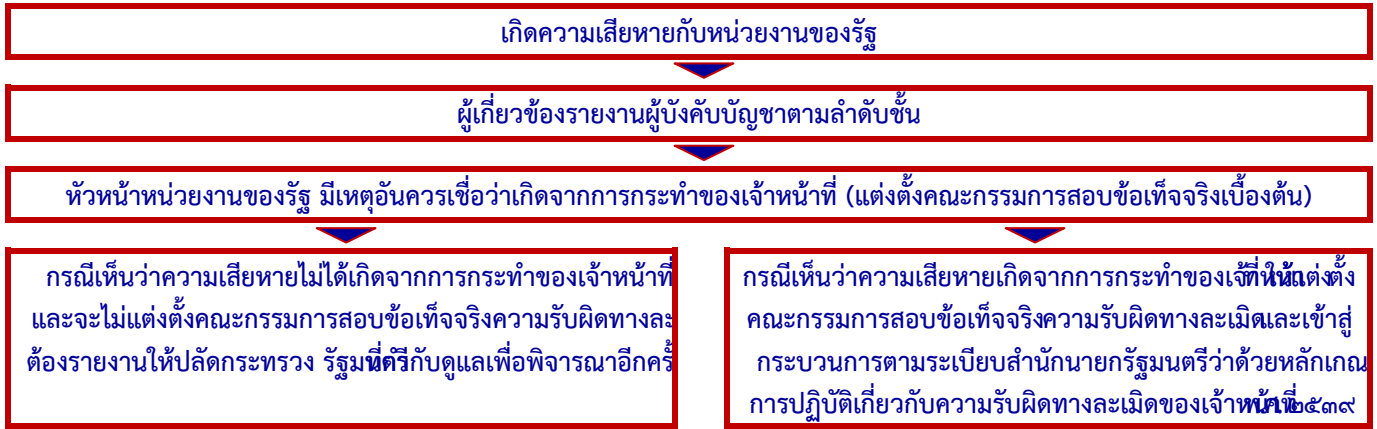 เกิดความเสียหายกับหน่วยงานของรัฐ
ผู้เกี่ยวข้องรายงานผู้บังคับบัญชาตามลำดับชั้น
หัวหน้าหน่วยงานของรัฐ มีเหตุอันควรเชื่อว่าเกิดจากการกระทำของเจ้าหน้าที่ (แต่งตั้งคณะกรรมการสอบข้อเท็จจริงเบื้องต้น)
กรณีเห็นว่าความเสียหายไม่ได้เกิดจากการกระทำของเจ้าหน้าที่
และจะไม่แต่งตั้งคณะกรรมการสอบข้อเท็จจริงความรับผิดทางละ
ต้องรายงานให้ปลัดกระทรวง รัฐมนตรี กับดูแลเพื่อพิจารณาอีกครั้
กรณีเห็นว่าความเสียหายเกิดจากการกระทำของเจ้าหน้าที่ ให้แต่งตั้ง
คณะกรรมการสอบข้อเท็จจริงความรับผิดทางละเมิดและเข้าสู่
กระบวนการตามระเบียบสำนักนายกรัฐมนตรีว่าด้วยหลักเกณ
การปฏิบัติเกี่ยวกับความรับผิดทางละเมิดของเจ้าหน้าที่ ๒๕๓๙